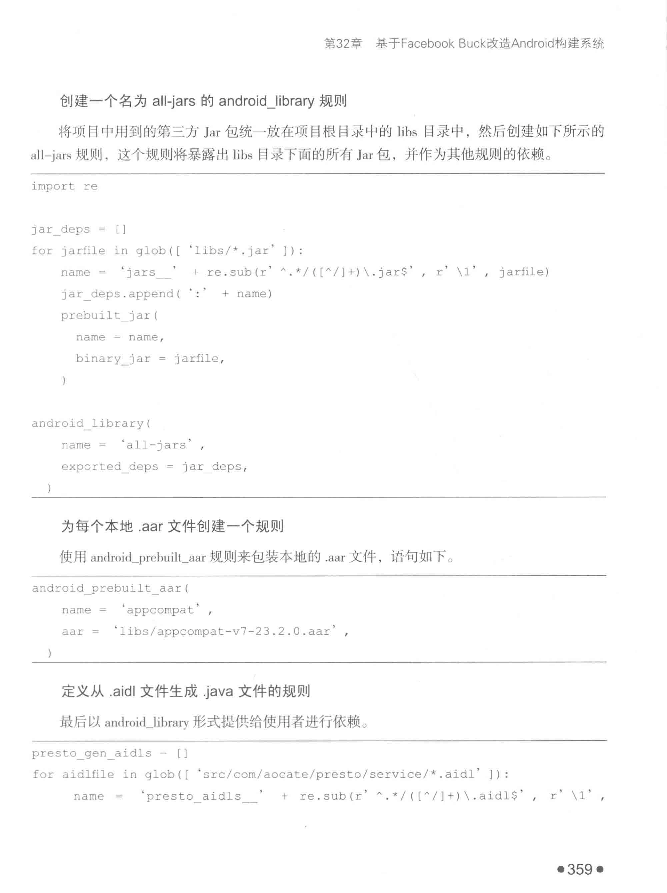 第32章 基于Facebook Buck改造Android构建系统
创建一个名为 all-jars 的 android_library 规则
将项目中用到的第三方 Jar 包统一放在项目根目录中的 libs 目录中，然后创建如下所示的
all-jars 规则，这个规则将暴露出 libs 目录下面的所有 Jar 包，并作为其他规则的依赖。
import re
jar_deps = []
for jarfile in glob([ 'libs/*.jar' ]):
name = 'jars__' + re.sub(r' ^.*/([^/]+)\.jar$' , r' \1' , jarfile)
jar_deps.append( ':' + name)
prebuilt_jar(
name = name,
binary_jar = jarfile,
)
android_library(
name = 'all-jars' ,
exported_deps = jar_deps,
)
为每个本地 .aar 文件创建一个规则
使用 android_prebuilt_aar 规则来包装本地的 .aar 文件，语句如下。
android_prebuilt_aar(
name = 'appcompat' ,
aar = 'libs/appcompat-v7-23.2.0.aar' ,
)
定义从 .aidl 文件生成 .java 文件的规则
最后以 android_library 形式提供给使用者进行依赖。
presto_gen_aidls = []
for aidlfile in glob([ 'src/com/aocate/presto/service/*.aidl' ]):
name = 'presto_aidls__' + re.sub(r' ^.*/([^/]+)\.aidl$' , r' \1' ,
●359●